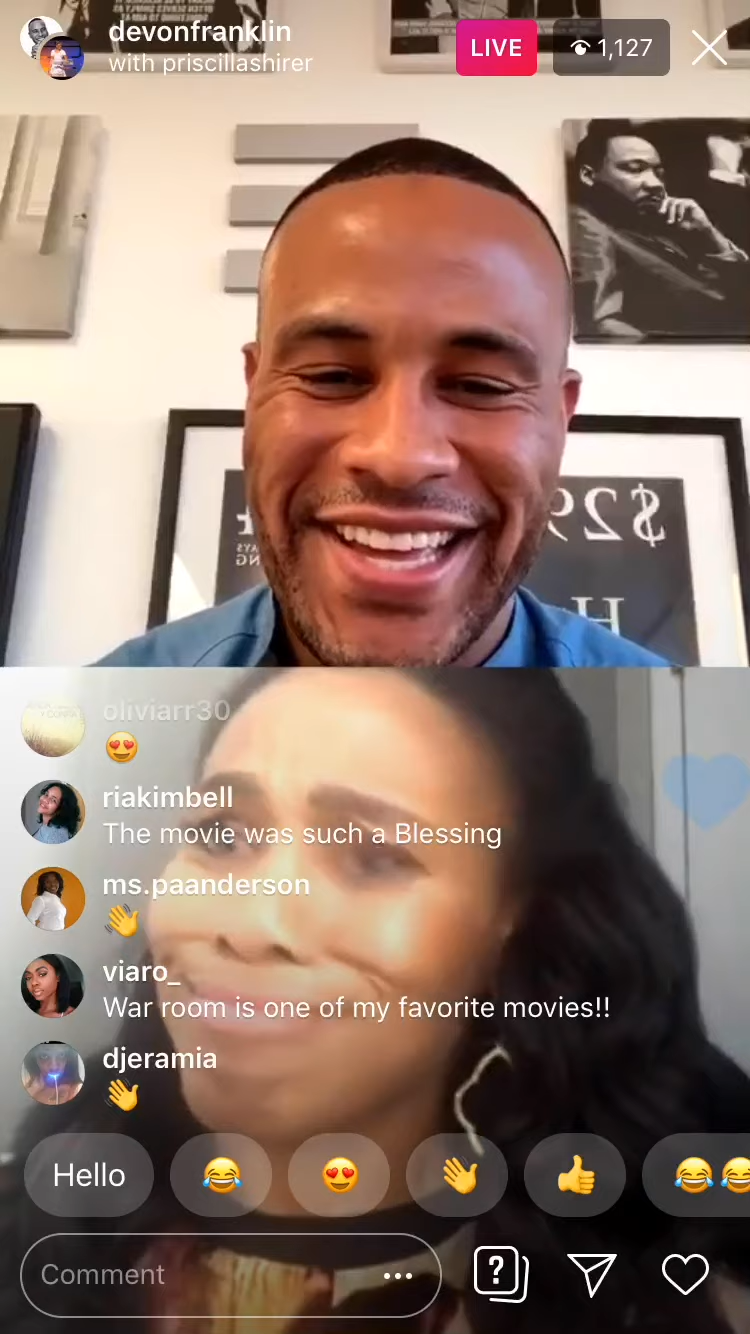 devonfranklin
with priscillashirer
LIVE
1,127
$29
H
oliviarr30
😍
riakimbell
The movie was such a Blessing
ms.paanderson
👋
viaro_
War room is one of my favorite movies!!
djeramia
👋
Hello
😂
😍
👋
👍
😂😂
Comment
•••
?